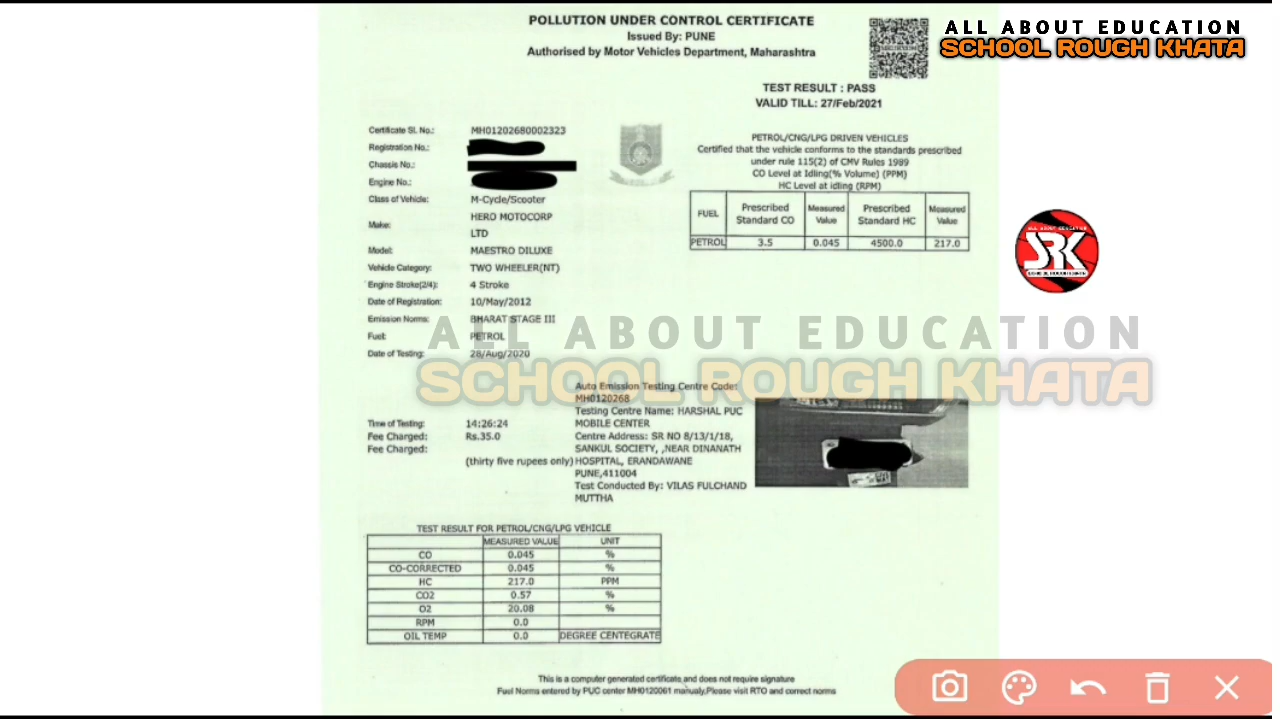 POLLUTION UNDER CONTROL CERTIFICATE
Issued By: PUNE
Authorised by Motor Vehicles Department, Maharashtra
ALL ABOUT EDUCATION
SCHOOL ROUGH KHATA
TEST RESULT : PASS
VALID TILL: 27/Feb/2021
Certificate SI. No.: MH01202680002323
Registration No.:
Chassis No.:
Engine No.:
Class of Vehicle: M-Cycle/Scooter
Make: HERO MOTOCORP
LTD
Model: MAESTRO DILUXE
Vehicle Category: TWO WHEELER(NT)
Engine Stroke(2/4): 4 Stroke
Date of Registration: 10/May/2012
Emission Norms: BHARAT STAGE III
Fuel: PETROL
Date of Testing: 28/Aug/2020
PETROL/CNG/LPG DRIVEN VEHICLES
Certified that the vehicle conforms to the standards prescribed
under rule 115(2) of CMV Rules 1989
CO Level at Idling(% Volume) (PPM)
HC Level at idling (RPM)
FUEL Prescribed Standard CO Measured Value Prescribed Standard HC Measured Value
PETROL 3.5 0.045 4500.0 217.0
ALL ABOUT EDUCATION
SRK
SCHOOL ROUGH KHATA
ALL ABOUT EDUCATION
SCHOOL ROUGH KHATA
Time of Testing: 14:26:24
Fee Charged: Rs.35.0
Fee Charged:
(thirty five rupees only)
Auto Emission Testing Centre Code:
MH0120268
Testing Centre Name: HARSHAL PUC
MOBILE CENTER
Centre Address: SR NO 8/13/1/18,
SANKUL SOCIETY, ,NEAR DINANATH
HOSPITAL, ERANDAWANE
PUNE,411004
Test Conducted By: VILAS FULCHAND
MUTTHA
TEST RESULT FOR PETROL/CNG/LPG VEHICLE
MEASURED VALUE UNIT
CO 0.045 %
CO-CORRECTED 0.045 %
HC 217.0 PPM
CO2 0.57 %
O2 20.08 %
RPM 0.0
OIL TEMP 0.0 DEGREE CENTEGRATE
This is a computer generated certificate and does not require signature
Fuel Norms entered by PUC center MH0120061 manualy,Please visit RTO and correct norms